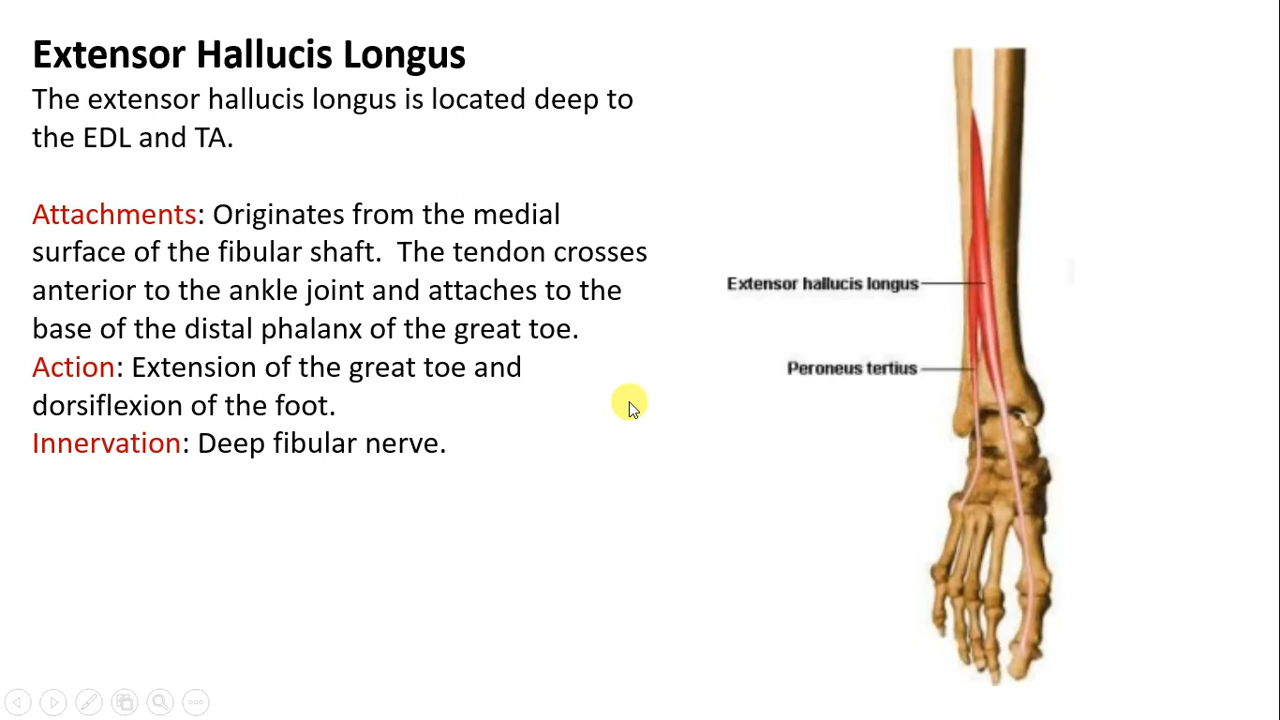 Extensor Hallucis Longus
The extensor hallucis longus is located deep to
the EDL and TA.
Attachments: Originates from the medial
surface of the fibular shaft.  The tendon crosses
anterior to the ankle joint and attaches to the
base of the distal phalanx of the great toe.
Action: Extension of the great toe and
dorsiflexion of the foot.
Innervation: Deep fibular nerve.
Extensor hallucis longus
Peroneus tertius